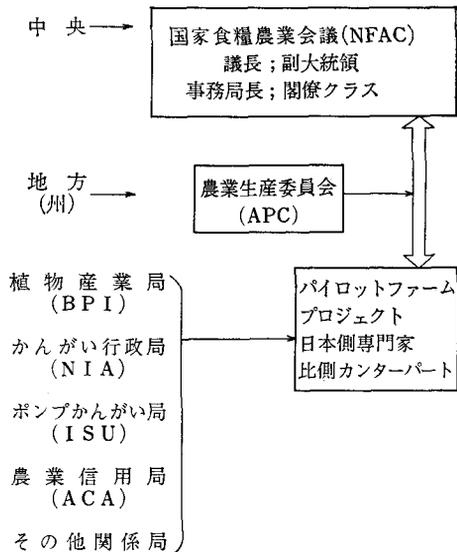 中央
国家食糧農業会議(NFAC)
議長；副大統領
事務局長；閣僚クラス
地方
(州)
農業生産委員会
(APC)
植物産業局
(BPI)
かんがい行政局
(NIA)
ポンプかんがい局
(ISU)
農業信用局
(ACA)
その他関係局
パイロットファーム
プロジェクト
日本側専門家
比側カンターパート